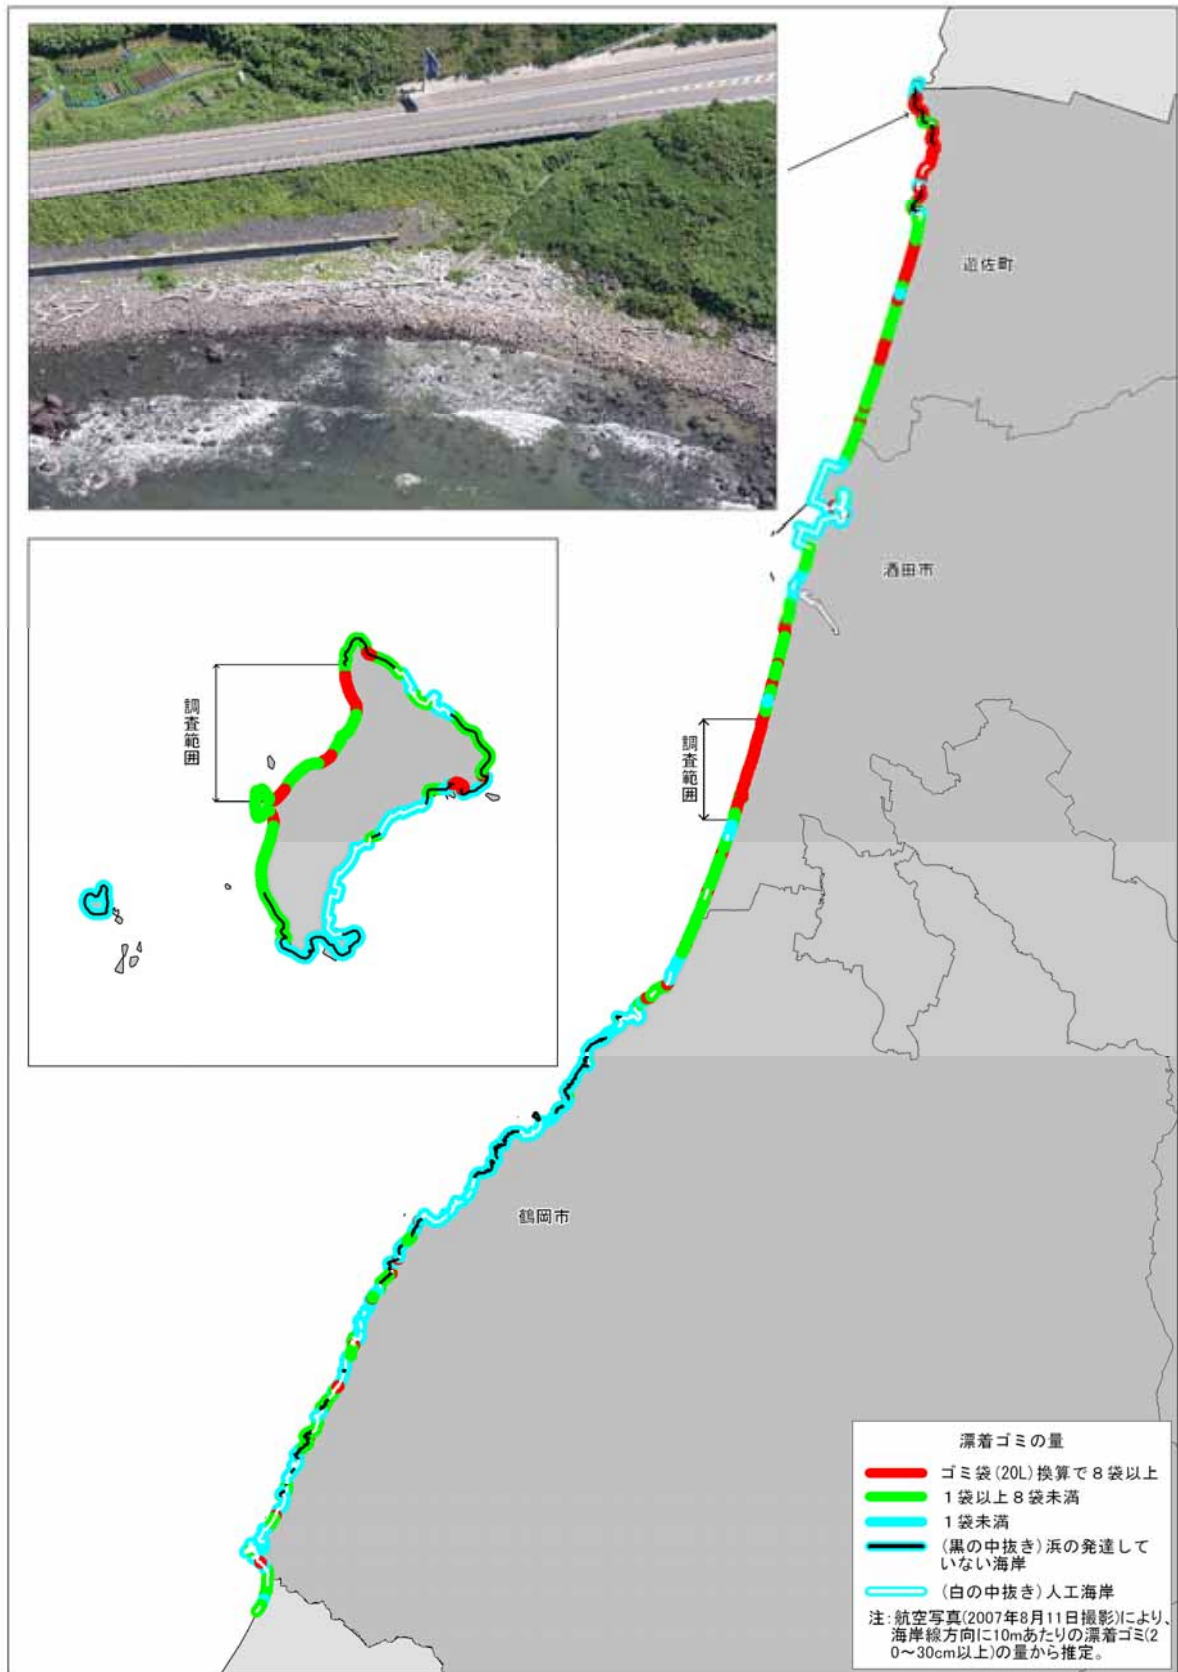 遊佐町
酒田市
調査範囲
調査範囲
鶴岡市
漂着ゴミの量
ゴミ袋(20L)換算で8袋以上
1袋以上8袋未満
1袋未満
(黒の中抜き)浜の発達して
いない海岸
(白の中抜き)人工海岸
注:航空写真(2007年8月11日撮影)により、
海岸線方向に10mあたりの漂着ゴミ(2
0~30cm以上)の量から推定。